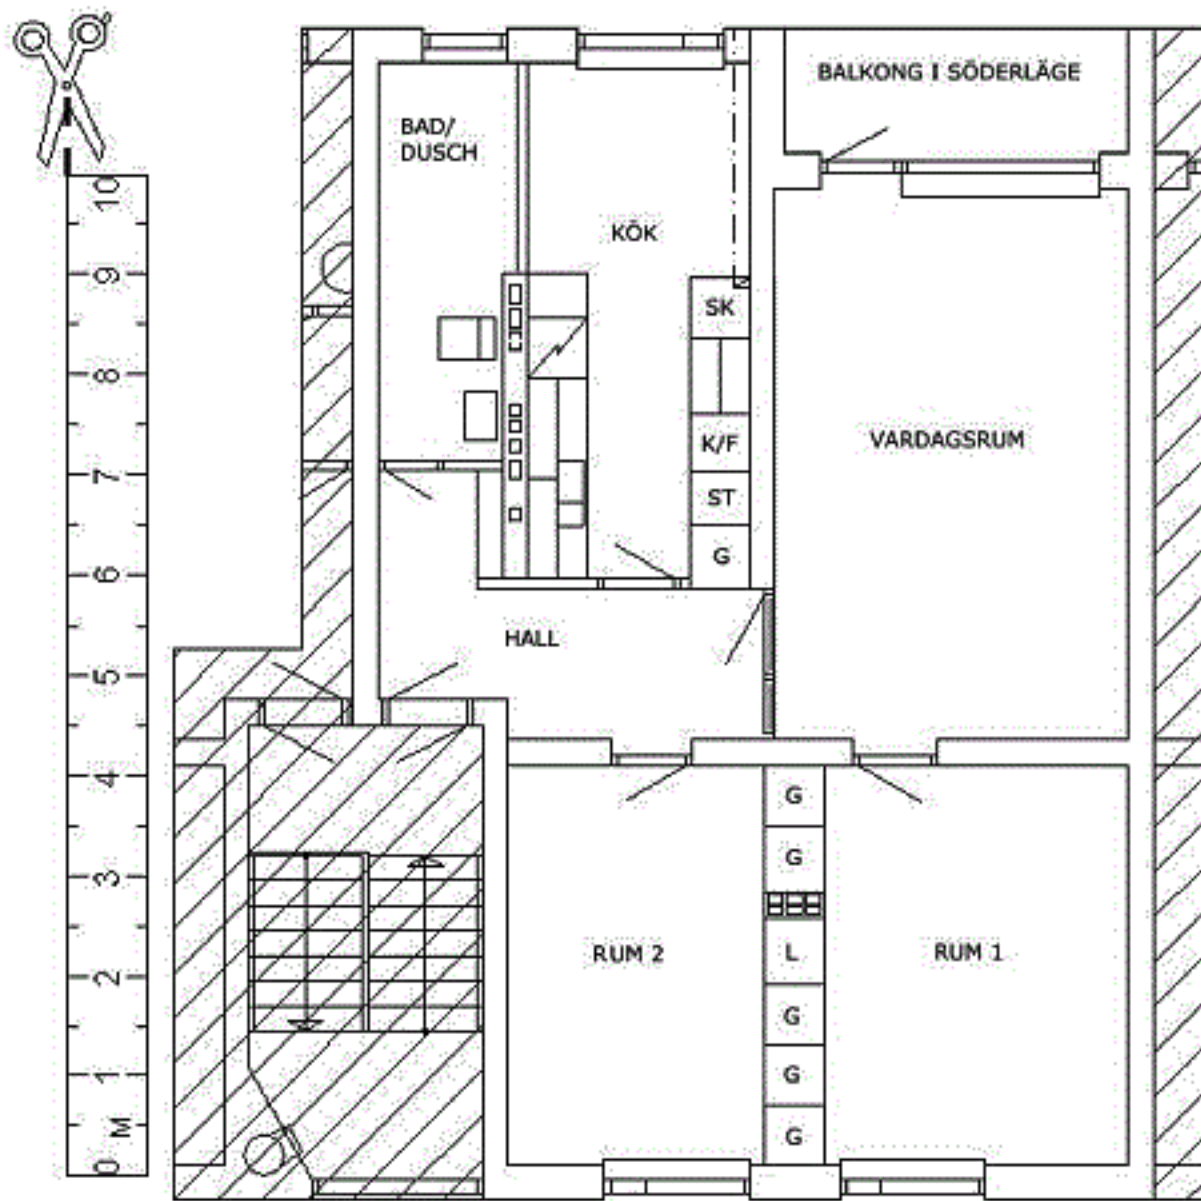 BALKONG I SÖDERLÄGE
BAD/
DUSCH
KÖK
SK
K/F
ST
G
VARDAGSRUM
HALL
G
G
L
G
G
G
RUM 2
RUM 1
10
9
8
7
6
5
4
3
2
1
M
0